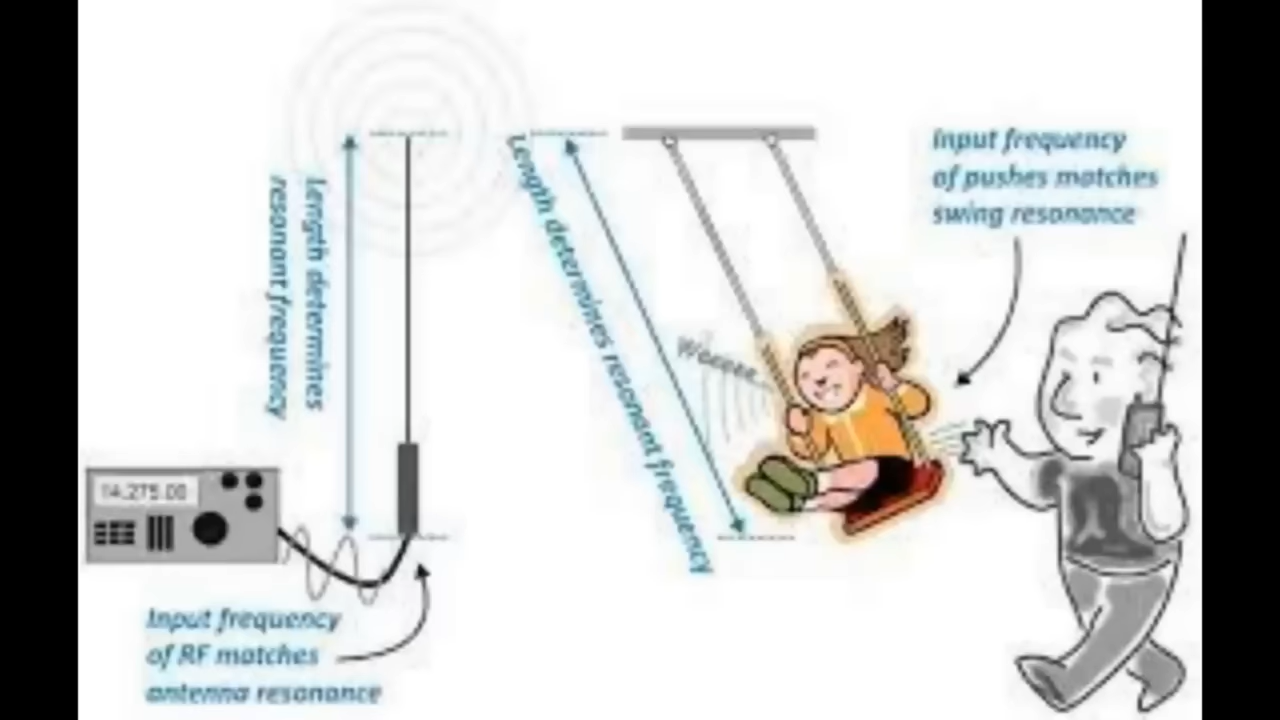 Length determines
resonant frequency
Length determines resonant frequency
Input frequency
of pushes matches
swing resonance
14.275.00
Input frequency
of RF matches
antenna resonance